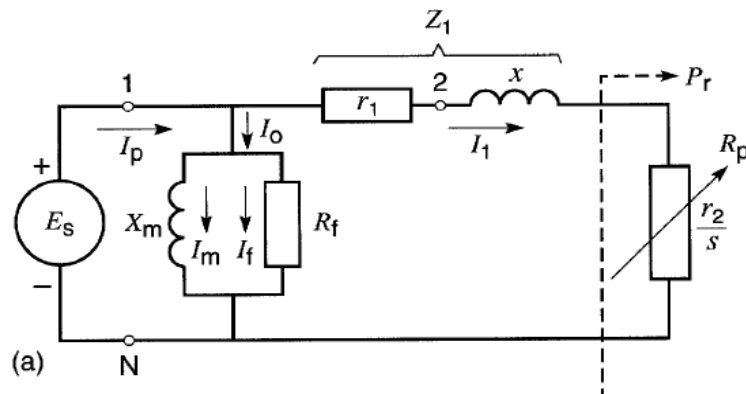 Z1
1
r1
2
x
Pr
Ip
Io
I1
+
Es
−
Xm
Im
If
Rf
Rp
r2
s
(a)
N